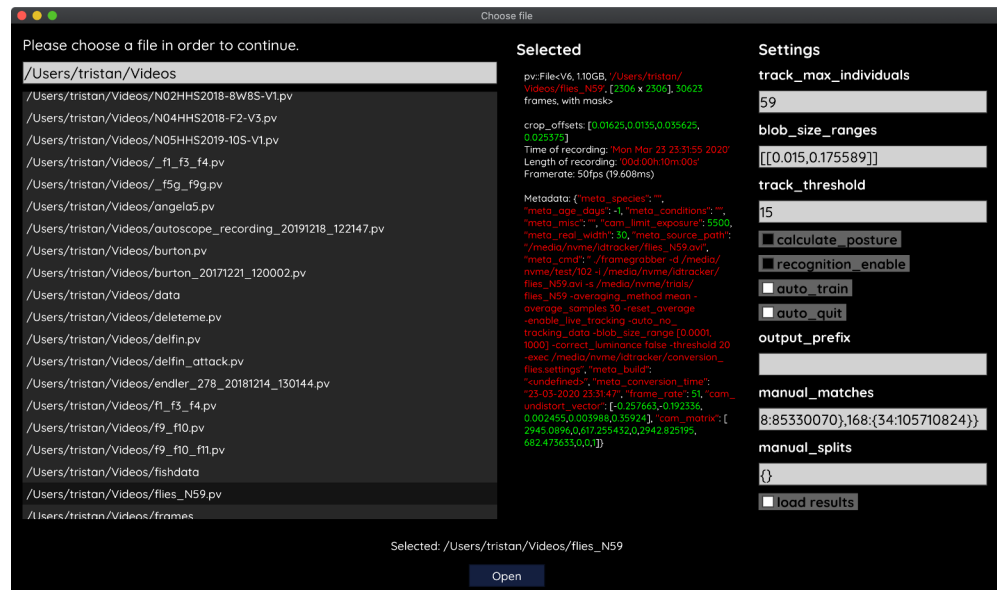 Choose file
Please choose a file in order to continue.
/Users/tristan/Videos
/Users/tristan/Videos/N02HHS2018-8W8S-V1.pv
/Users/tristan/Videos/N04HHS2018-F2-V3.pv
/Users/tristan/Videos/N05HHS2019-10S-V1.pv
/Users/tristan/Videos/_f1_f3_f4.pv
/Users/tristan/Videos/_f5g_f9g.pv
/Users/tristan/Videos/angela5.pv
/Users/tristan/Videos/autoscope_recording_20191218_122147.pv
/Users/tristan/Videos/burton.pv
/Users/tristan/Videos/burton_20171221_120002.pv
/Users/tristan/Videos/data
/Users/tristan/Videos/deleteme.pv
/Users/tristan/Videos/delfin.pv
/Users/tristan/Videos/delfin_attack.pv
/Users/tristan/Videos/endler_278_20181214_130144.pv
/Users/tristan/Videos/f1_f3_f4.pv
/Users/tristan/Videos/f9_f10.pv
/Users/tristan/Videos/f9_f10_f11.pv
/Users/tristan/Videos/fishdata
/Users/tristan/Videos/flies_N59.pv
/Users/tristan/Videos/frames
Selected
pv::File<V6, 1.10GB, '/Users/tristan/
Videos/flies_N59', [2306 x 2306], 30623
frames, with mask>
crop_offsets: [0.01625,0.0135,0.035625,
0.025375]
Time of recording: 'Mon Mar 23 23:31:55 2020'
Length of recording: '00d:00h:10m:00s'
Framerate: 50fps (19.608ms)
Metadata: {"meta_species": "",
"meta_age_days": -1, "meta_conditions": "",
"meta_misc": "", "cam_limit_exposure": 5500,
"meta_real_width": 30, "meta_source_path":
"/media/nvme/idtracker/flies_N59.avi",
"meta_cmd": " ./framegrabber -d /media/
nvme/test/102 -i /media/nvme/idtracker/
flies_N59.avi -s /media/nvme/trials/
flies_N59 -averaging_method mean -
average_samples 30 -reset_average
-enable_live_tracking -auto_no_
tracking_data -blob_size_range [0.0001,
1000] -correct_luminance false -threshold 20
-exec /media/nvme/idtracker/conversion_
flies.settings", "meta_build":
"<undefined>", "meta_conversion_time":
"23-03-2020 23:31:47", "frame_rate": 51, "cam_
undistort_vector": [-0.257663,-0.192336,
0.002455,0.003988,0.35924], "cam_matrix": [
2945.0896,0,617.255432,0,2942.825195,
682.473633,0,0,1]}
Settings
track_max_individuals
59
blob_size_ranges
[[0.015,0.175589]]
track_threshold
15
calculate_posture
recognition_enable
auto_train
auto_quit
output_prefix
manual_matches
8:85330070},168:{34:105710824}}
manual_splits
{}
load results
Selected: /Users/tristan/Videos/flies_N59
Open